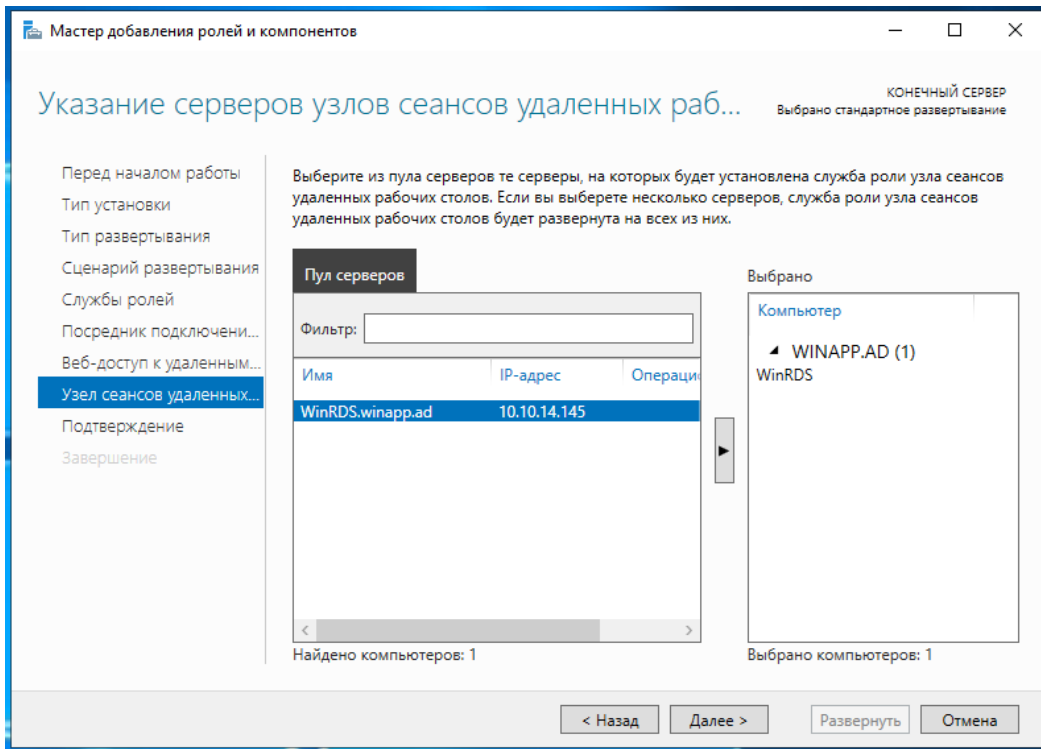 Мастер добавления ролей и компонентов
Указание серверов узлов сеансов удаленных раб...
КОНЕЧНЫЙ СЕРВЕР
Выбрано стандартное развертывание
Перед началом работы
Тип установки
Тип развертывания
Сценарий развертывания
Службы ролей
Посредник подключени...
Веб-доступ к удаленным...
Узел сеансов удаленных...
Подтверждение
Завершение
Выберите из пула серверов те серверы, на которых будет установлена служба роли узла сеансов
удаленных рабочих столов. Если вы выберете несколько серверов, служба роли узла сеансов
удаленных рабочих столов будет развернута на всех из них.
Пул серверов
Фильтр:
Имя IP-адрес Операцио
WinRDS.winapp.ad 10.10.14.145
Найдено компьютеров: 1
Выбрано
Компьютер
WINAPP.AD (1)
WinRDS
Выбрано компьютеров: 1
< Назад Далее > Развернуть Отмена